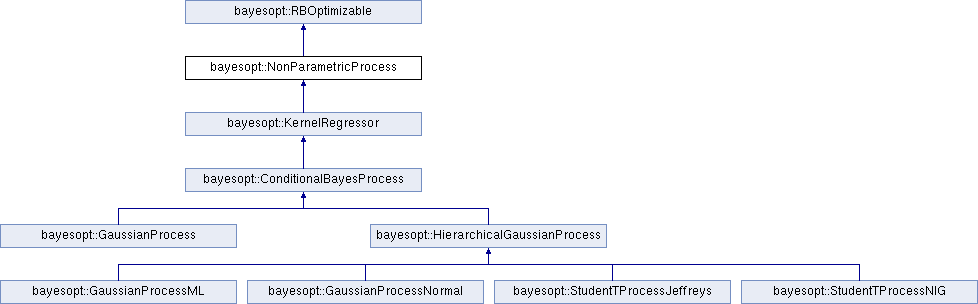 bayesopt::RBOptimizable
bayesopt::NonParametricProcess
bayesopt::KernelRegressor
bayesopt::ConditionalBayesProcess
bayesopt::GaussianProcess
bayesopt::HierarchicalGaussianProcess
bayesopt::GaussianProcessML
bayesopt::GaussianProcessNormal
bayesopt::StudentTProcessJeffreys
bayesopt::StudentTProcessNIG